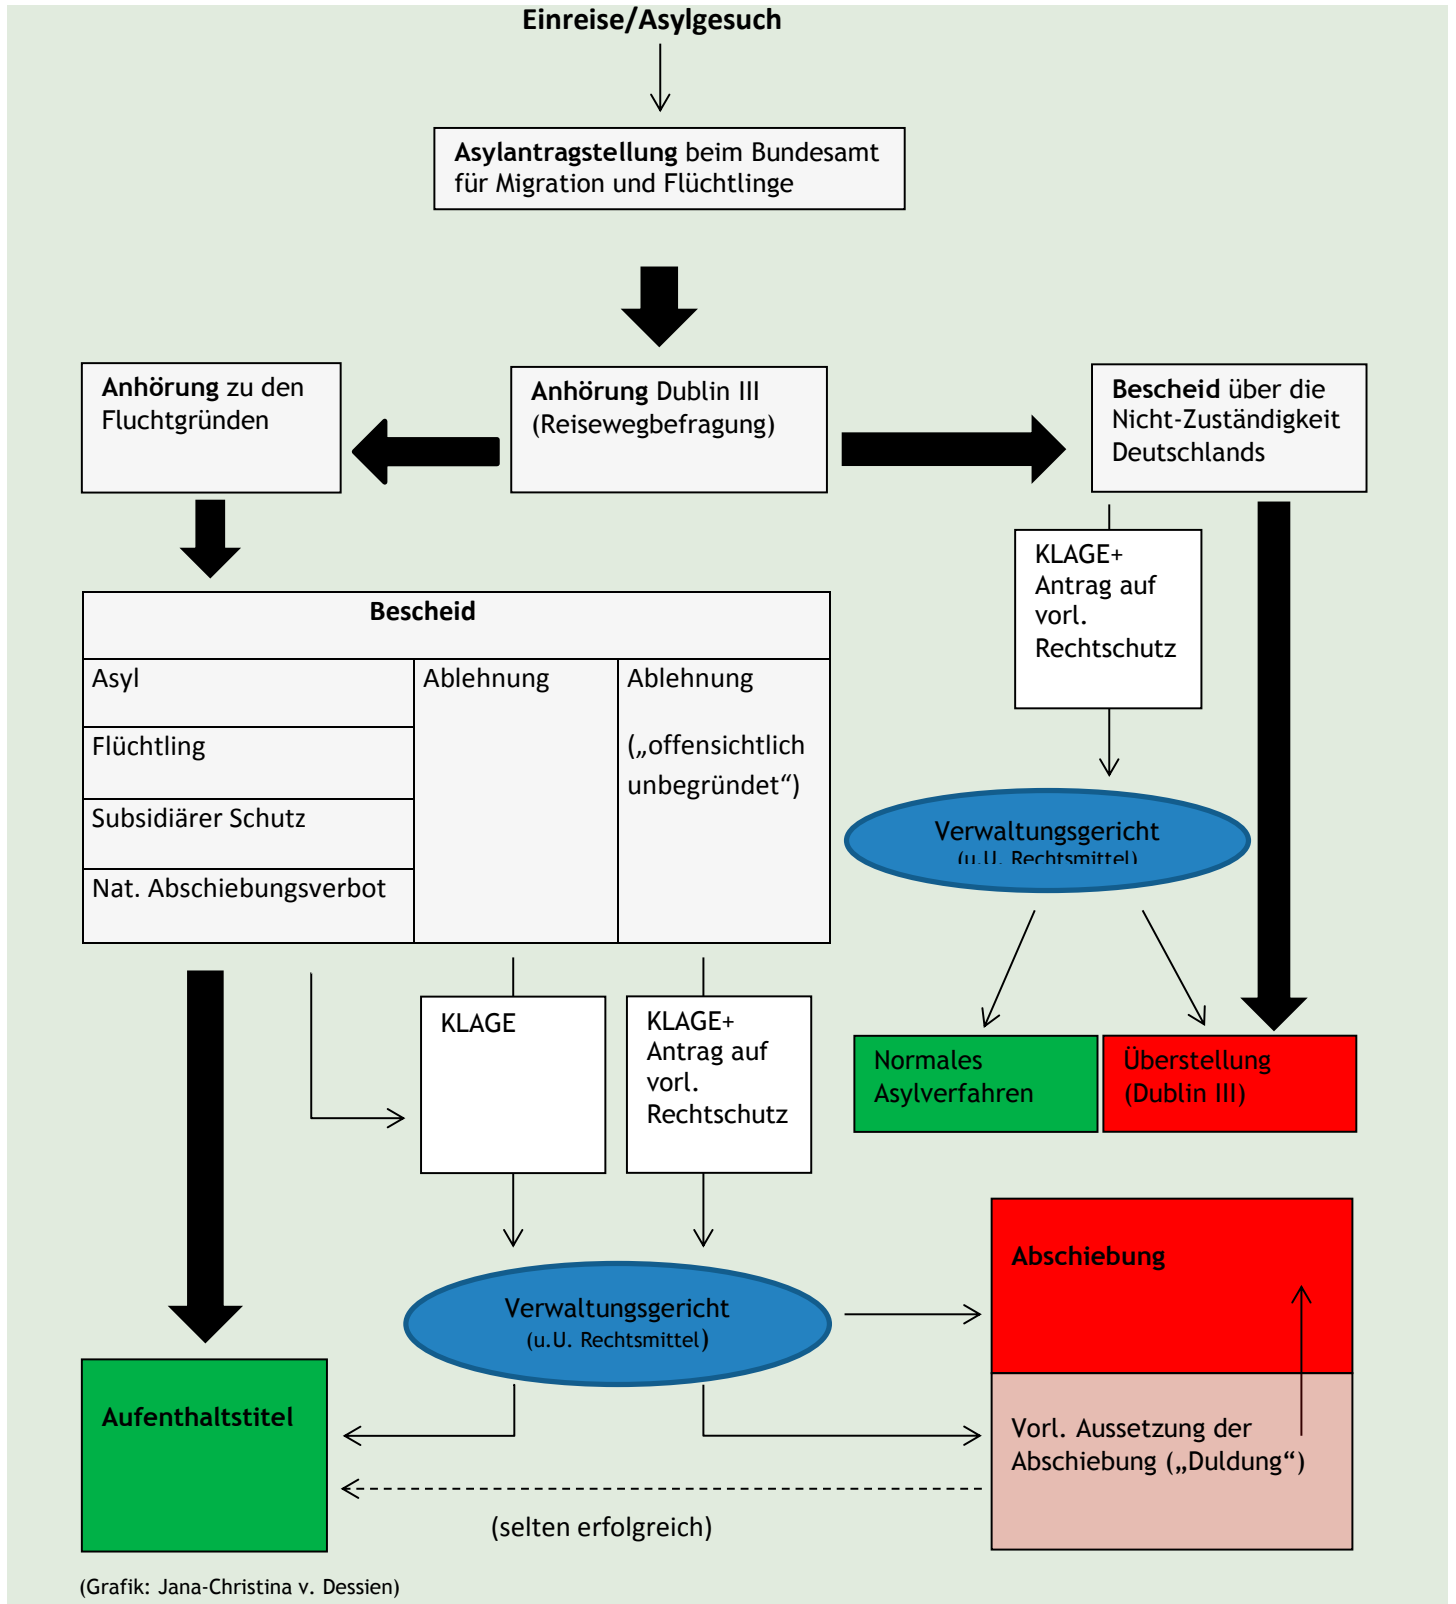 Einreise/Asylgesuch
Asylantragstellung beim Bundesamt
für Migration und Flüchtlinge
Anhörung zu den
Fluchtgründen
Anhörung Dublin III
(Reisewegbefragung)
Bescheid über die
Nicht-Zuständigkeit
Deutschlands
KLAGE+
Antrag auf
vorl.
Rechtschutz
Bescheid
Asyl
Flüchtling
Subsidiärer Schutz
Nat. Abschiebungsverbot
Ablehnung
Ablehnung
(„offensichtlich
unbegründet“)
Verwaltungsgericht
(u.U. Rechtsmittel)
KLAGE
KLAGE+
Antrag auf
vorl.
Rechtschutz
Normales
Asylverfahren
Überstellung
(Dublin III)
Verwaltungsgericht
(u.U. Rechtsmittel)
Abschiebung
Aufenthaltstitel
Vorl. Aussetzung der
Abschiebung („Duldung“)
(selten erfolgreich)
(Grafik: Jana-Christina v. Dessien)